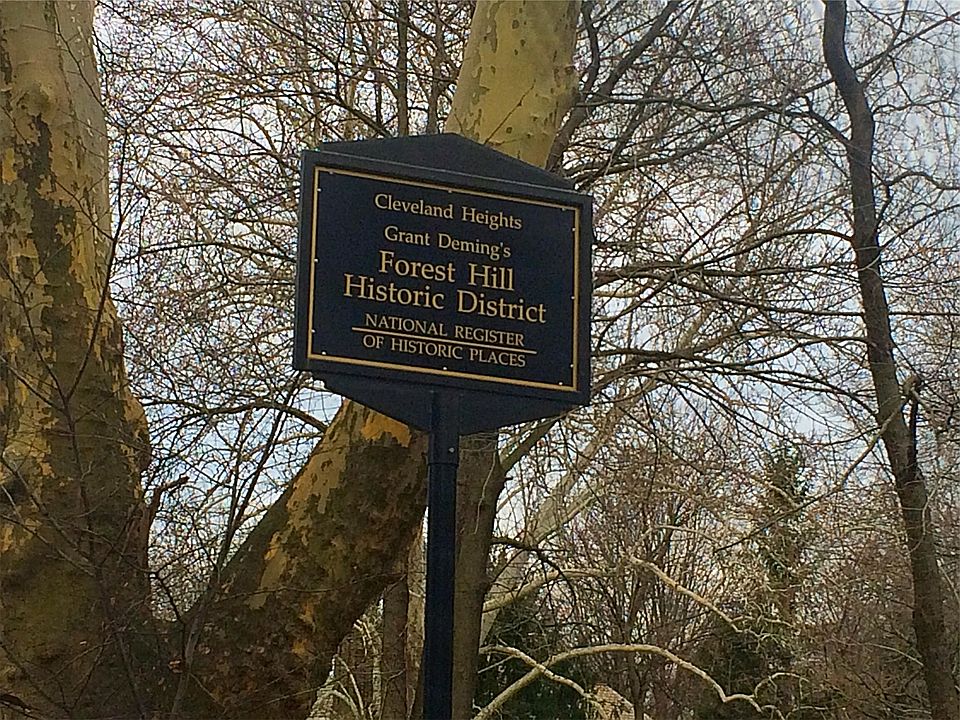 Cleveland Heights
Grant Deming's
Forest Hill
Historic District
NATIONAL REGISTER
OF HISTORIC PLACES